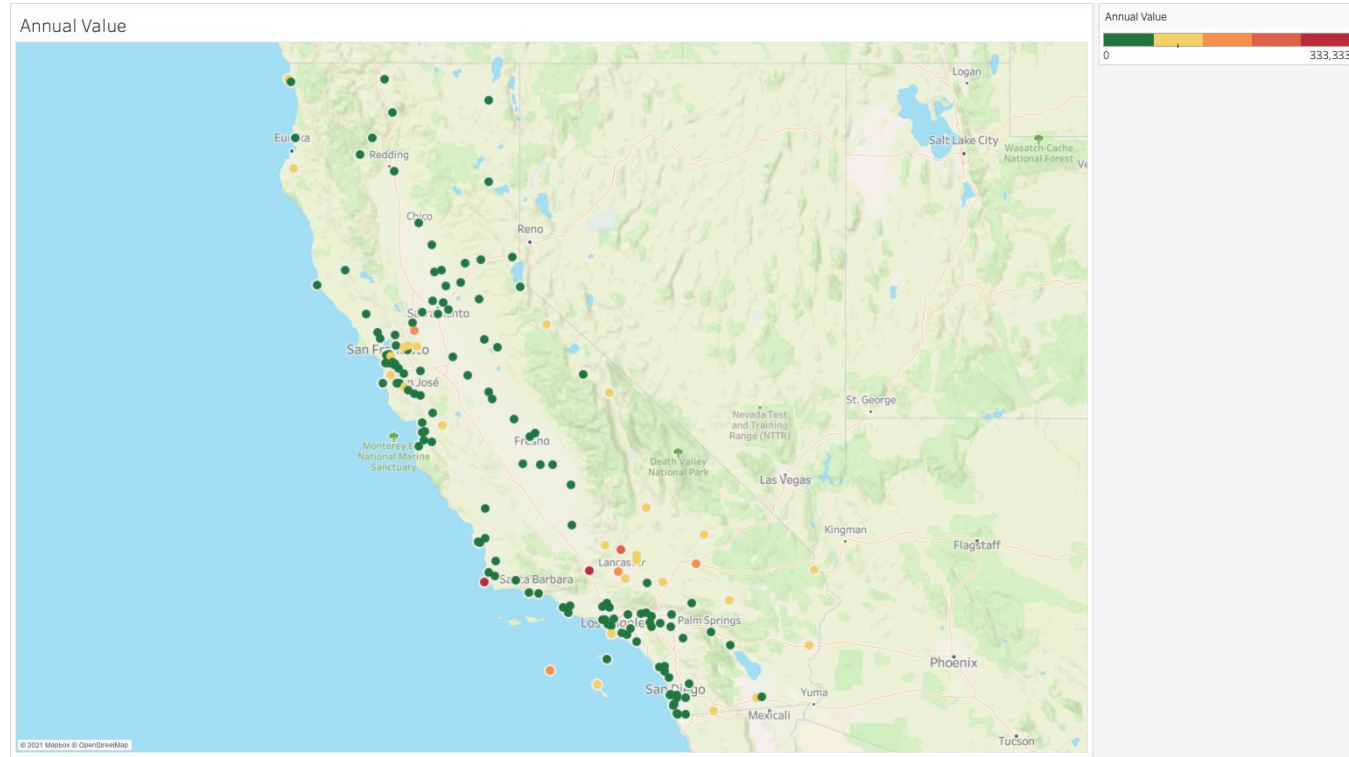 Annual Value
Annual Value
0
333,333
Logan
Eureka
Redding
Salt Lake City
Wasatch-Cache
National Forest
Chico
Reno
Sacramento
San Francisco
San José
St. George
Nevada Test
and Training
Range (NTTR)
Fresno
Monterey
National Marine
Sanctuary
Death Valley
National Park
Las Vegas
Kingman
Flagstaff
Lancaster
Santa Barbara
Los Angeles
Palm Springs
Phoenix
San Diego
Yuma
Mexicali
Tucson
© 2021 Mapbox © OpenStreetMap